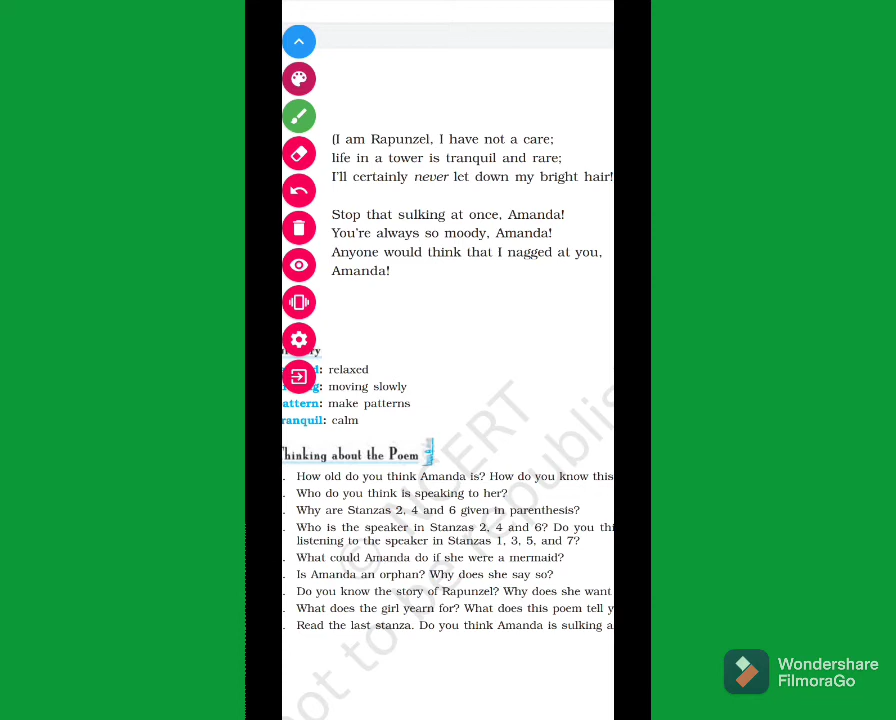 (I am Rapunzel, I have not a care;
life in a tower is tranquil and rare;
I'll certainly never let down my bright hair!
Stop that sulking at once, Amanda!
You're always so moody, Amanda!
Anyone would think that I nagged at you,
Amanda!
ry
d: relaxed
g: moving slowly
attern: make patterns
ranquil: calm
Thinking about the Poem
. How old do you think Amanda is? How do you know this
. Who do you think is speaking to her?
. Why are Stanzas 2, 4 and 6 given in parenthesis?
. Who is the speaker in Stanzas 2, 4 and 6? Do you thi
listening to the speaker in Stanzas 1, 3, 5, and 7?
. What could Amanda do if she were a mermaid?
. Is Amanda an orphan? Why does she say so?
. Do you know the story of Rapunzel? Why does she want
. What does the girl yearn for? What does this poem tell y
. Read the last stanza. Do you think Amanda is sulking a
© NCERT
not to be republis
Wondershare
FilmoraGo